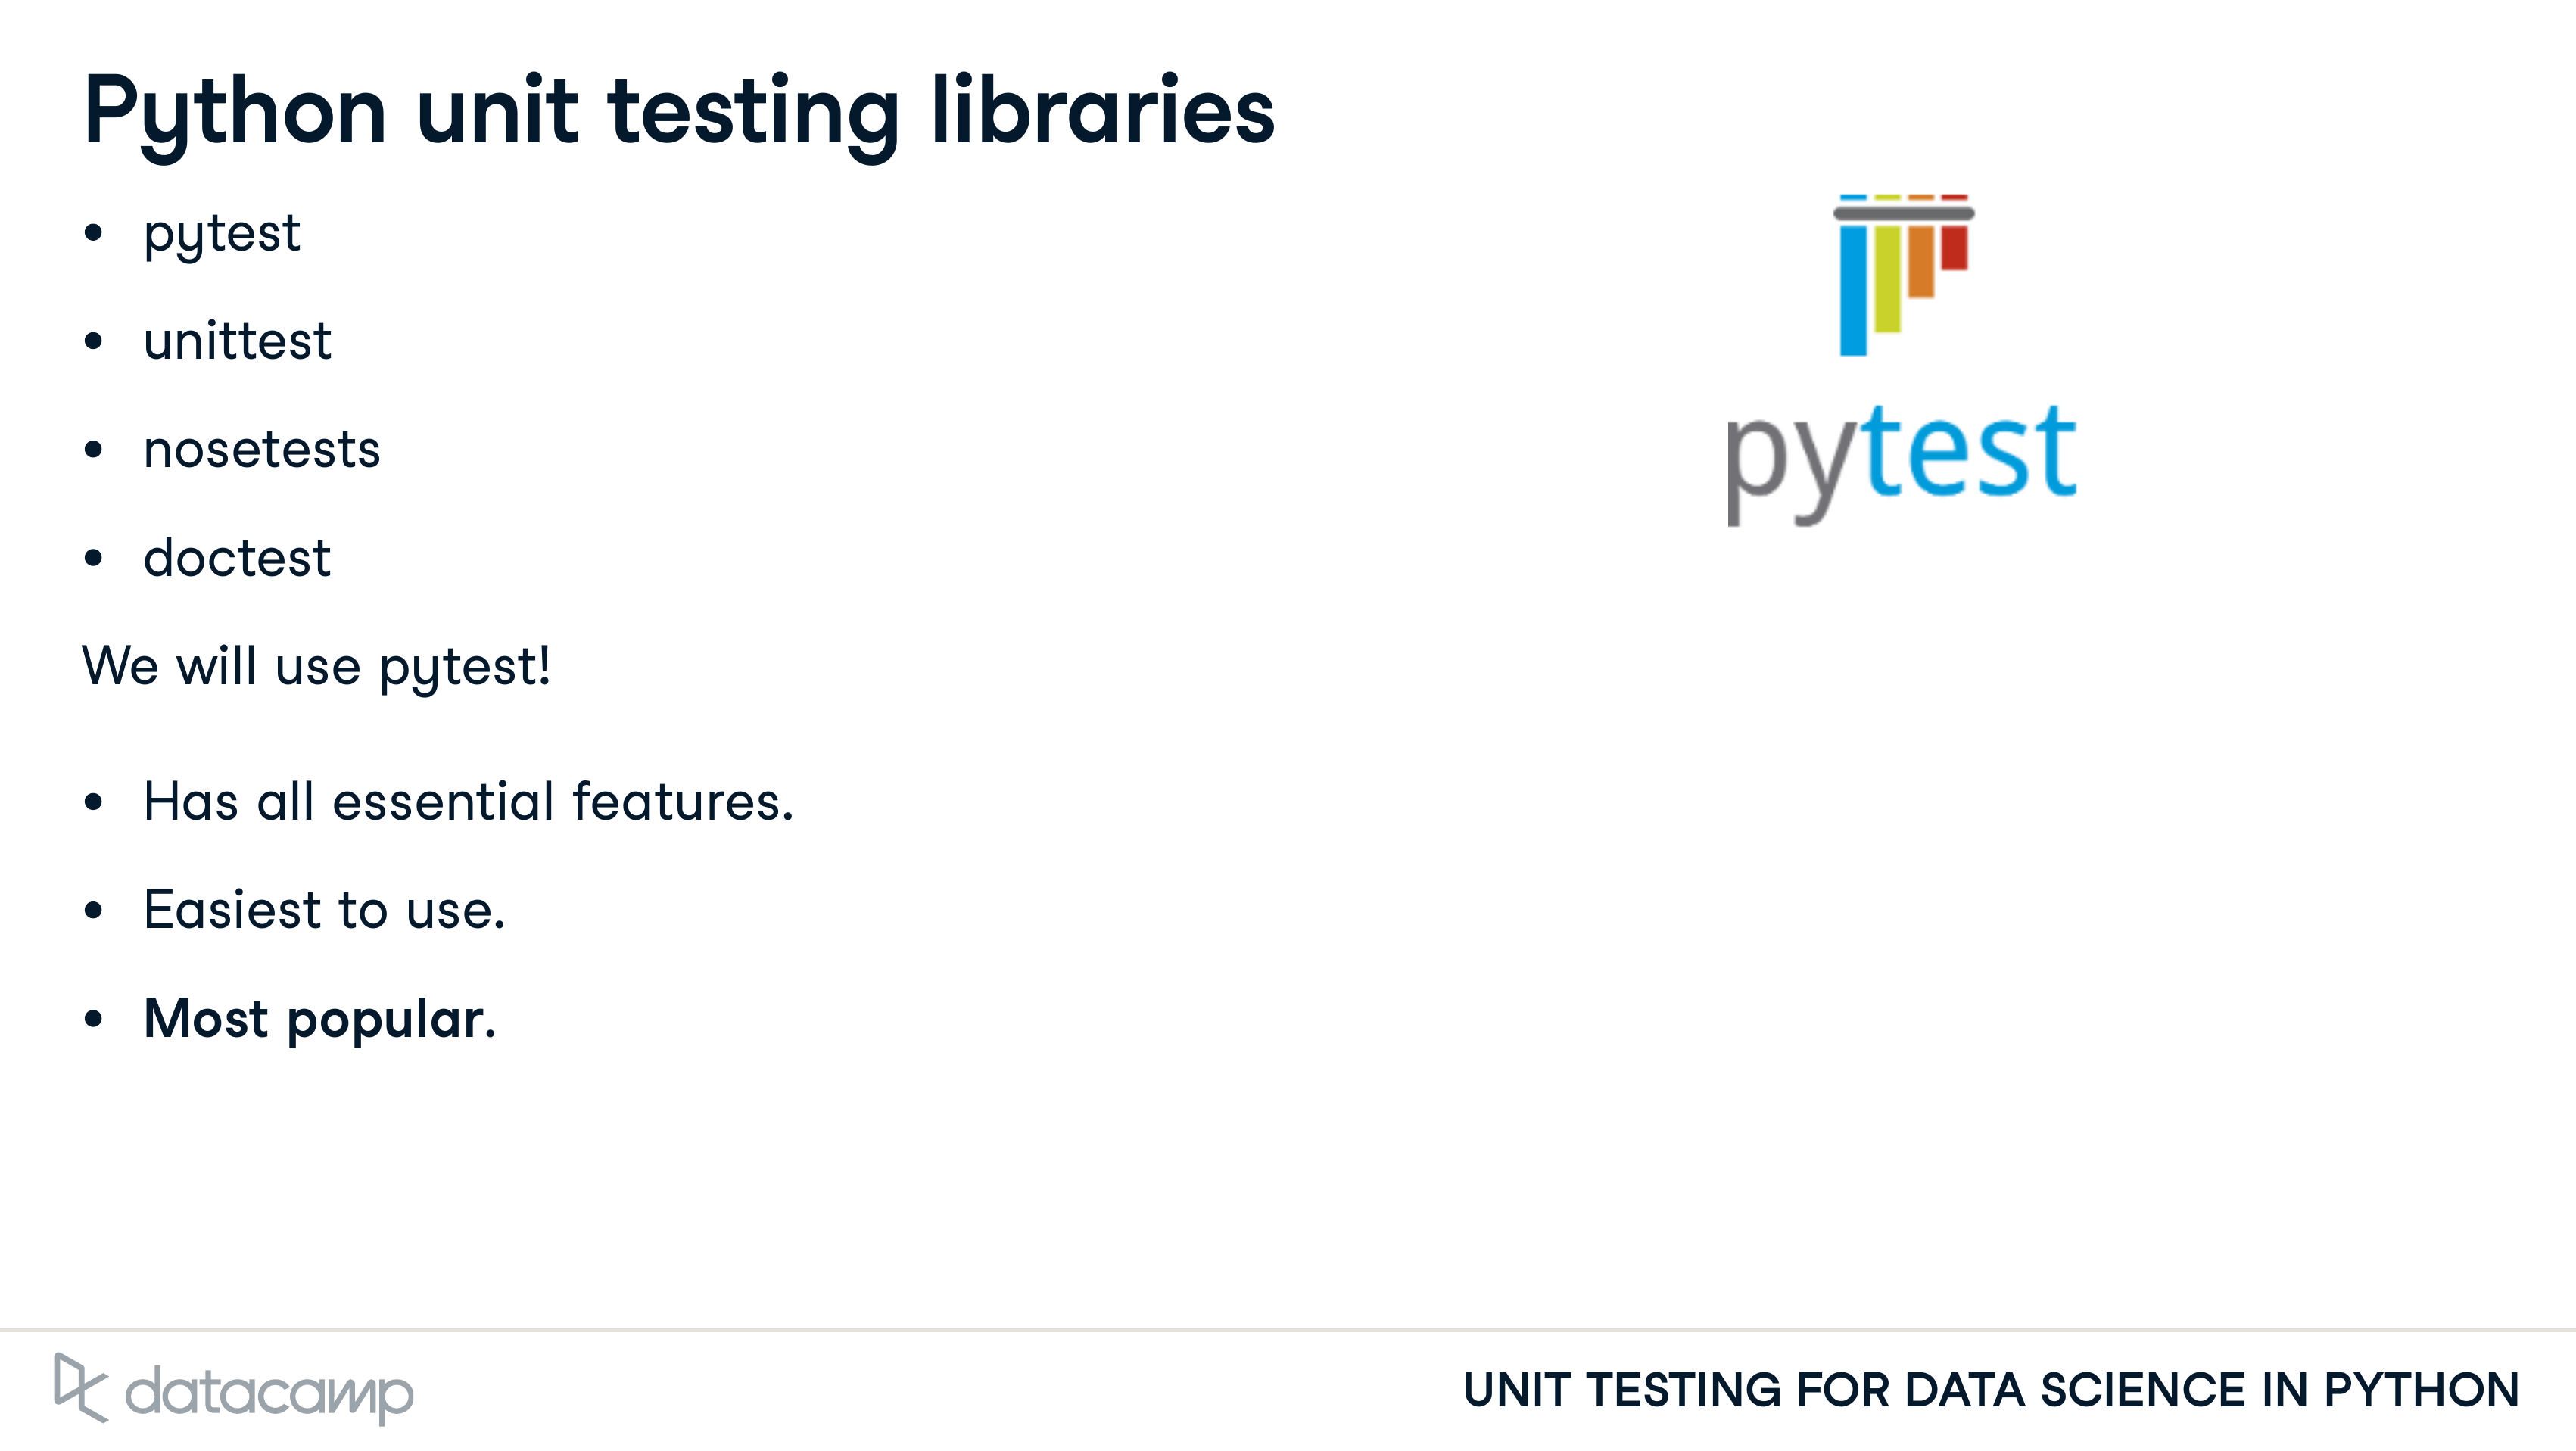 Python unit testing libraries
• pytest
• unittest
• nosetests
• doctest
We will use pytest!
• Has all essential features.
• Easiest to use.
• Most popular.
pytest
datacamp
UNIT TESTING FOR DATA SCIENCE IN PYTHON